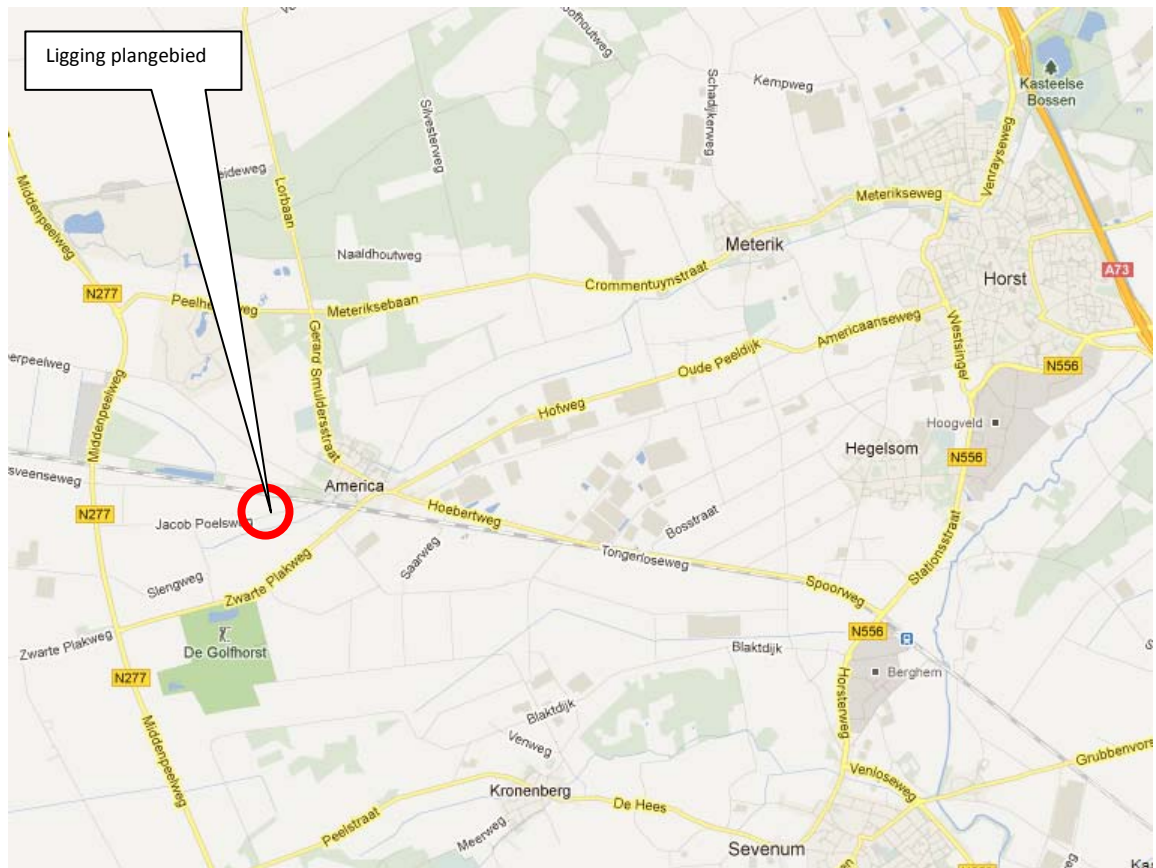 Ligging plangebied
Kempweg
Schadijkerweg
Silvesterweg
Kasteelse
Bossen
Venrayseweg
Lorbaan
Middenpeelweg
Meterikseweg
Meterik
Naaldhoutweg
Horst
A73
Crommentuynstraat
N277
Meteriksebaan
Gerard Smuldersstraat
Americaanseweg
Westsingel
Oude Peeldijk
N556
Middenpeelweg
Hofweg
Hoogveld
Hegelsom
N556
America
N277
Jacob Poelsweg
Hoebertweg
Bosstraat
Saarweg
Tongerloseweg
Stationsstraat
Slengweg
Zwarte Plakweg
Spoorweg
N556
Zwarte Plakweg
De Golfhorst
Blaktdijk
N277
Berghem
Horsterweg
Blaktdijk
Middenpeelweg
Venweg
Grubbenvors
Venloseweg
Kronenberg
De Hees
Peelstraat
Meerweg
Sevenum